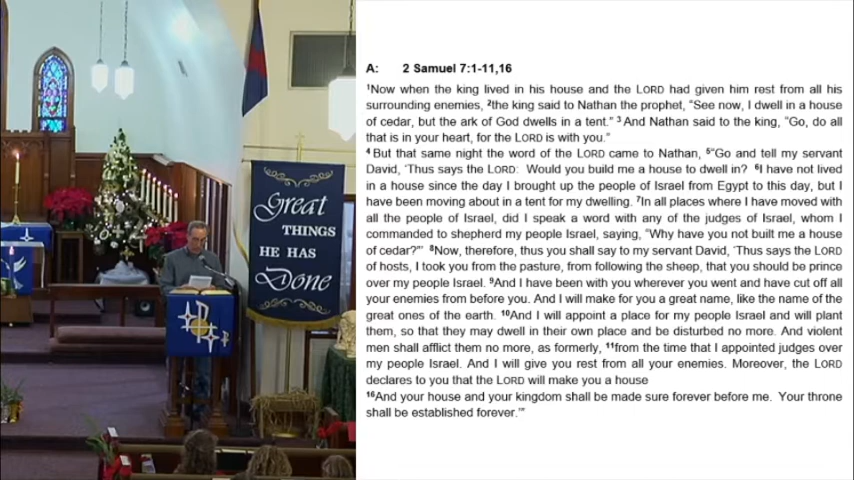 Great
THINGS
HE HAS
Done
A: 2 Samuel 7:1-11,16
¹Now when the king lived in his house and the LORD had given him rest from all his
surrounding enemies, ²the king said to Nathan the prophet, “See now, I dwell in a house
of cedar, but the ark of God dwells in a tent.” ³And Nathan said to the king, “Go, do all
that is in your heart, for the LORD is with you.”
⁴But that same night the word of the LORD came to Nathan, ⁵“Go and tell my servant
David, ‘Thus says the LORD: Would you build me a house to dwell in? ⁶I have not lived
in a house since the day I brought up the people of Israel from Egypt to this day, but I
have been moving about in a tent for my dwelling. ⁷In all places where I have moved with
all the people of Israel, did I speak a word with any of the judges of Israel, whom I
commanded to shepherd my people Israel, saying, “Why have you not built me a house
of cedar?”’ ⁸Now, therefore, thus you shall say to my servant David, ‘Thus says the LORD
of hosts, I took you from the pasture, from following the sheep, that you should be prince
over my people Israel. ⁹And I have been with you wherever you went and have cut off all
your enemies from before you. And I will make for you a great name, like the name of the
great ones of the earth. ¹⁰And I will appoint a place for my people Israel and will plant
them, so that they may dwell in their own place and be disturbed no more. And violent
men shall afflict them no more, as formerly, ¹¹from the time that I appointed judges over
my people Israel. And I will give you rest from all your enemies. Moreover, the LORD
declares to you that the LORD will make you a house
¹⁶And your house and your kingdom shall be made sure forever before me. Your throne
shall be established forever.’”